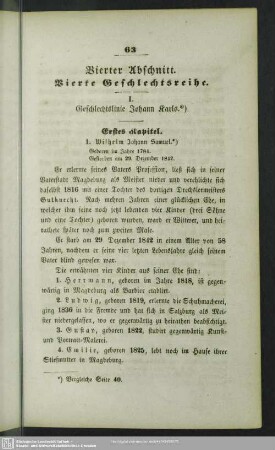 63
Vierter Abschnitt.
Vierte Geschlechtsreihe.
I.
Geschlechtslinie Johann Karls.*)
Erstes Kapitel.
1. Wilhelm Johann Samuel.*)
Geboren im Jahre 1784.
Gestorben am 29. Dezember 1842.
Er erlernte seines Vaters Profession, ließ sich in seiner
Vaterstadt Magdeburg als Meister nieder und verehlichte sich
daselbst 1816 mit einer Tochter des dortigen Drechslermeisters
Gutknecht. Nach mehren Jahren einer glücklichen Ehe, in
welcher ihm seine noch jetzt lebenden vier Kinder (drei Söhne
und eine Tochter) geboren wurden, ward er Wittwer, und hei-
rathete später noch zum zweiten Male.
Er starb am 29 Dezember 1842 in einem Alter von 58
Jahren, nachdem er seine vier letzten Lebensjahre gleich seinem
Vater blind gewesen war.
Die erwähnten vier Kinder aus seiner Ehe sind:
1. Herrmann, geboren im Jahre 1818, ist gegen-
wärtig in Magdeburg als Barbier etablirt.
2. Ludwig, geboren 1819, erlernte die Schuhmacherei,
ging 1836 in die Fremde und hat sich in Salzburg als Mei-
ster niedergelassen, wo er gegenwärtig zu heirathen beabsichtigt.
3. Gustav, geboren 1822, studirt gegenwärtig Kunst-
und Portrait-Malerei.
4. Emilie, geboren 1825, lebt noch im Hause ihrer
Stiefmutter in Magdeburg.
*) Vergleiche Seite 40.